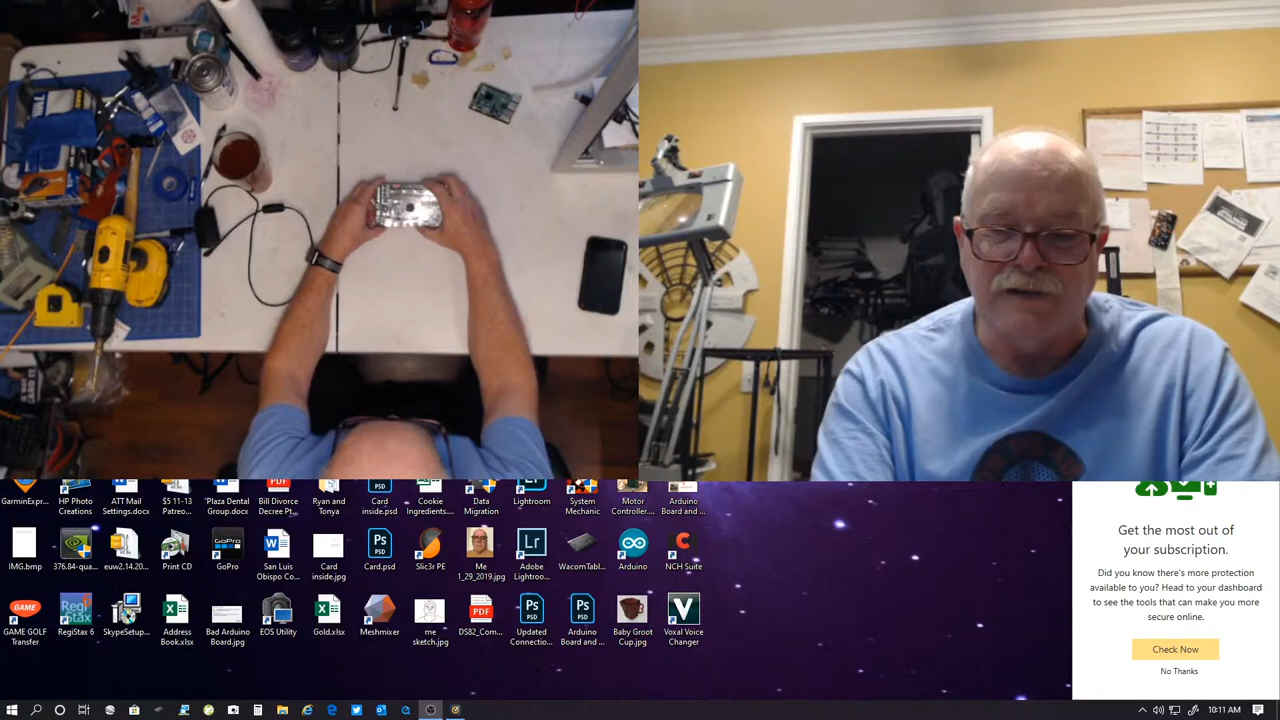 GarminExpr...
HP Photo
Creations
ATT Mail
Settings.docx
$5 11-13
Patreo...
"Plaza Dental
Group.docx
Bill Divorce
Decree Pt...
Ryan and
Tonya
Card
inside.psd
Cookie
Ingredients....
Data
Migration
Lightroom
System
Mechanic
Motor
Controller....
Arduino
Board and ...
IMG.bmp
376.84-qua...
euw2.14.20...
Print CD
GoPro
San Luis
Obispo Co...
Card
inside.jpg
Card.psd
Slic3r PE
Me
1_29_2019.jpg
Adobe
Lightroo...
WacomTabl...
Arduino
NCH Suite
GAME GOLF
Transfer
RegiStax 6
SkypeSetup...
Address
Book.xlsx
Bad Arduino
Board.jpg
EOS Utility
Gold.xlsx
Meshmixer
me
sketch.jpg
DS82_Com...
Updated
Connectio...
Arduino
Board and ...
Baby Groot
Cup.jpg
Voxal Voice
Changer
Get the most out of
your subscription.
Did you know there's more protection
available to you? Head to your dashboard
to see the tools that can make you more
secure online.
Check Now
No Thanks
10:11 AM